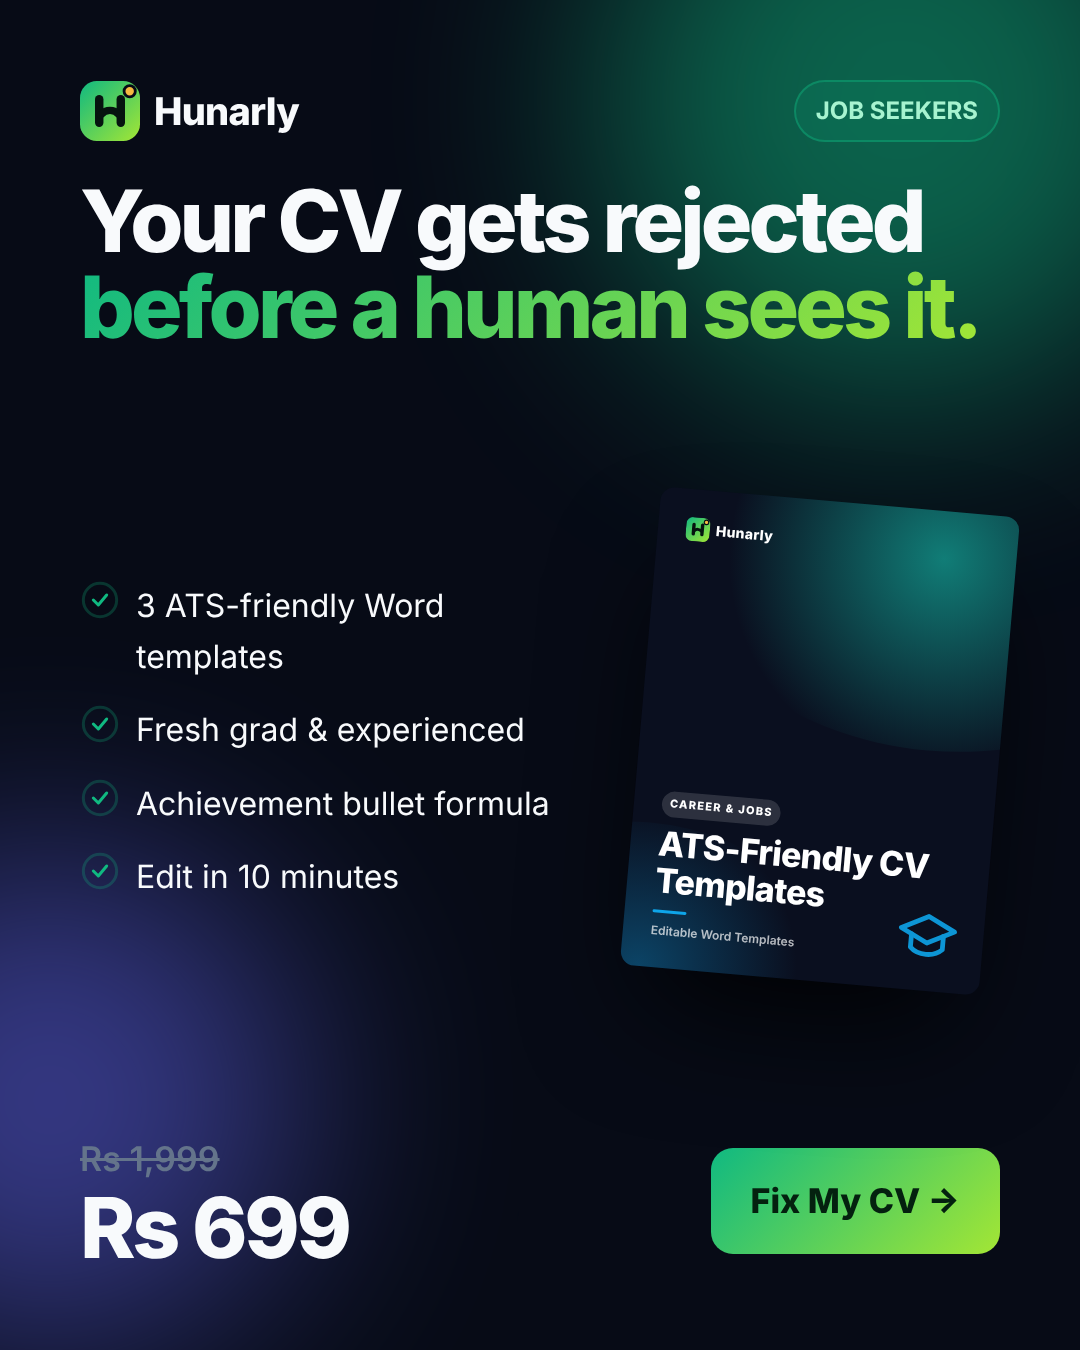 Hunarly
JOB SEEKERS
Your CV gets rejected
before a human sees it.
3 ATS-friendly Word
templates
Fresh grad & experienced
Achievement bullet formula
Edit in 10 minutes
Hunarly
CAREER & JOBS
ATS-Friendly CV
Templates
Editable Word Templates
Rs 1,999
Rs 699
Fix My CV →